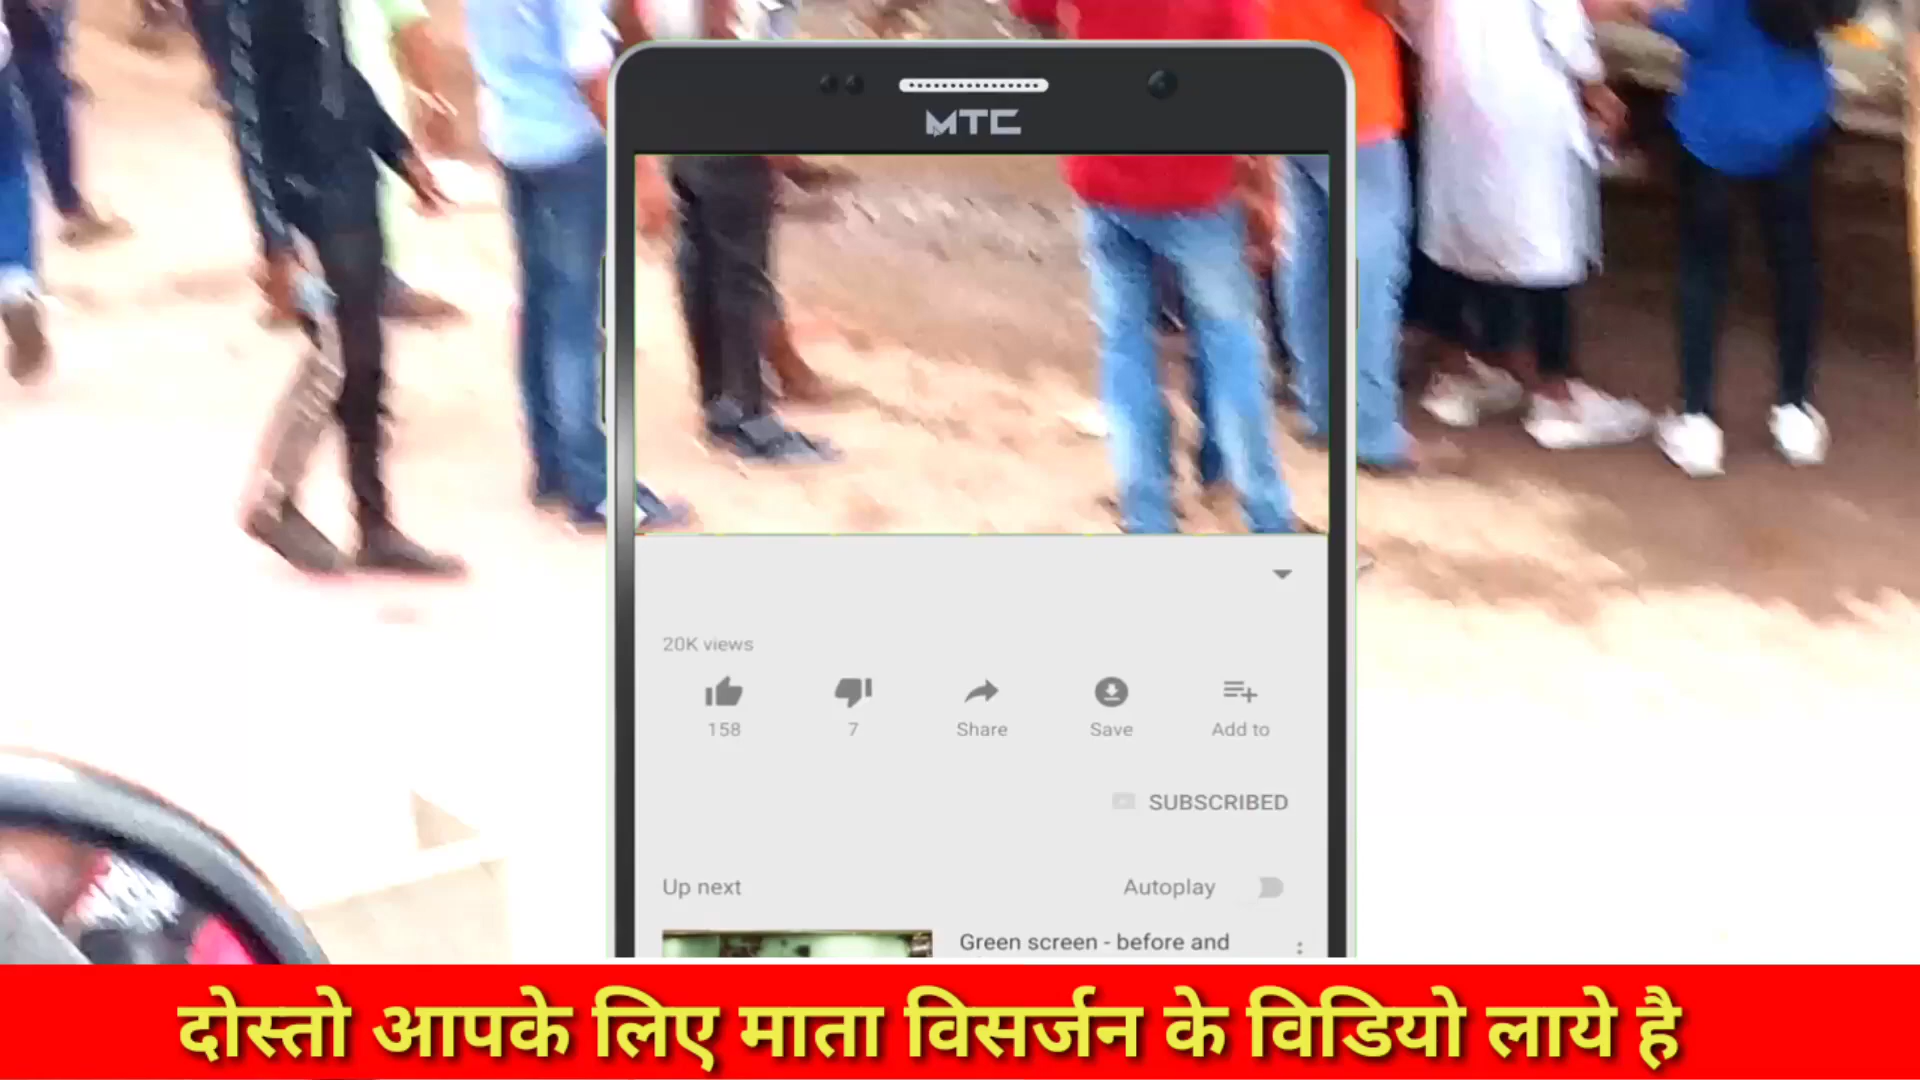 MTC
20K views
158
7
Share
Save
Add to
SUBSCRIBED
Up next
Autoplay
Green screen - before and
दोस्तो आपके लिए माता विसर्जन के विडियो लाये है